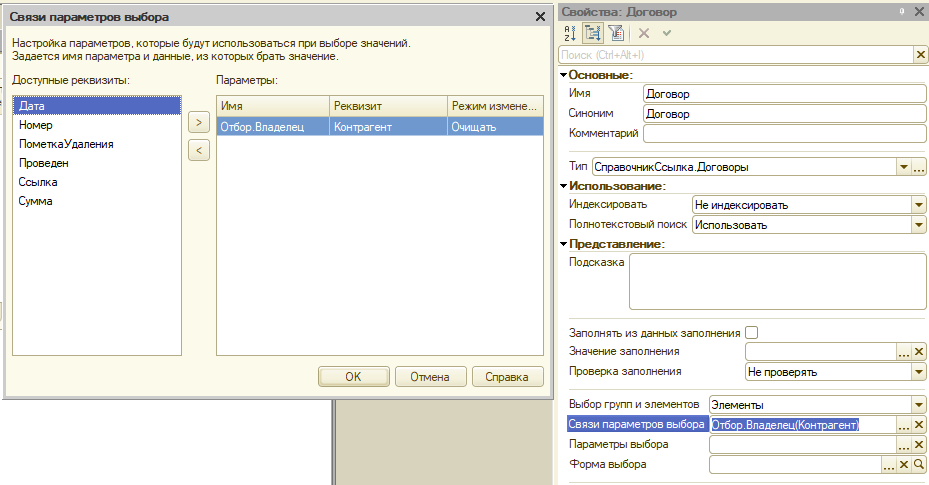 Связи параметров выбора
Настройка параметров, которые будут использоваться при выборе значений.
Задается имя параметра и данные, из которых брать значение.
Доступные реквизиты:
Дата
Номер
ПометкаУдаления
Проведен
Ссылка
Сумма
>
<
Параметры:
Имя Реквизит Режим измене...
Отбор.Владелец Контрагент Очищать
OK Отмена Справка
Свойства: Договор
Поиск (Ctrl+Alt+I)
Основные:
Имя Договор
Синоним Договор
Комментарий
Тип СправочникСсылка.Договоры ...
Использование:
Индексировать Не индексировать
Полнотекстовый поиск Использовать
Представление:
Подсказка
Заполнять из данных заполнения
Значение заполнения ...
Проверка заполнения Не проверять
Выбор групп и элементов Элементы
Связи параметров выбора Отбор.Владелец(Контрагент) ...
Параметры выбора ...
Форма выбора ...